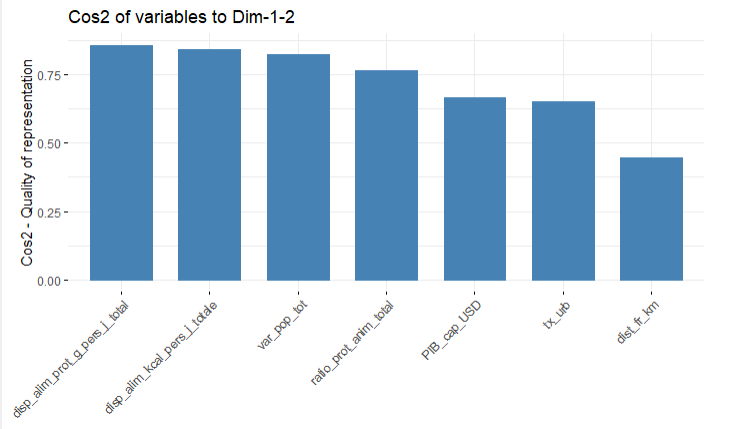 Cos2 of variables to Dim-1-2
Cos2 - Quality of representation
0.75
0.50
0.25
0.00
disp_alim_prot_g_pers_j_total
disp_alim_kcal_pers_j_totale
var_pop_tot
ratio_prot_anim_total
PIB_cap_USD
tx_urb
dist_fr_km